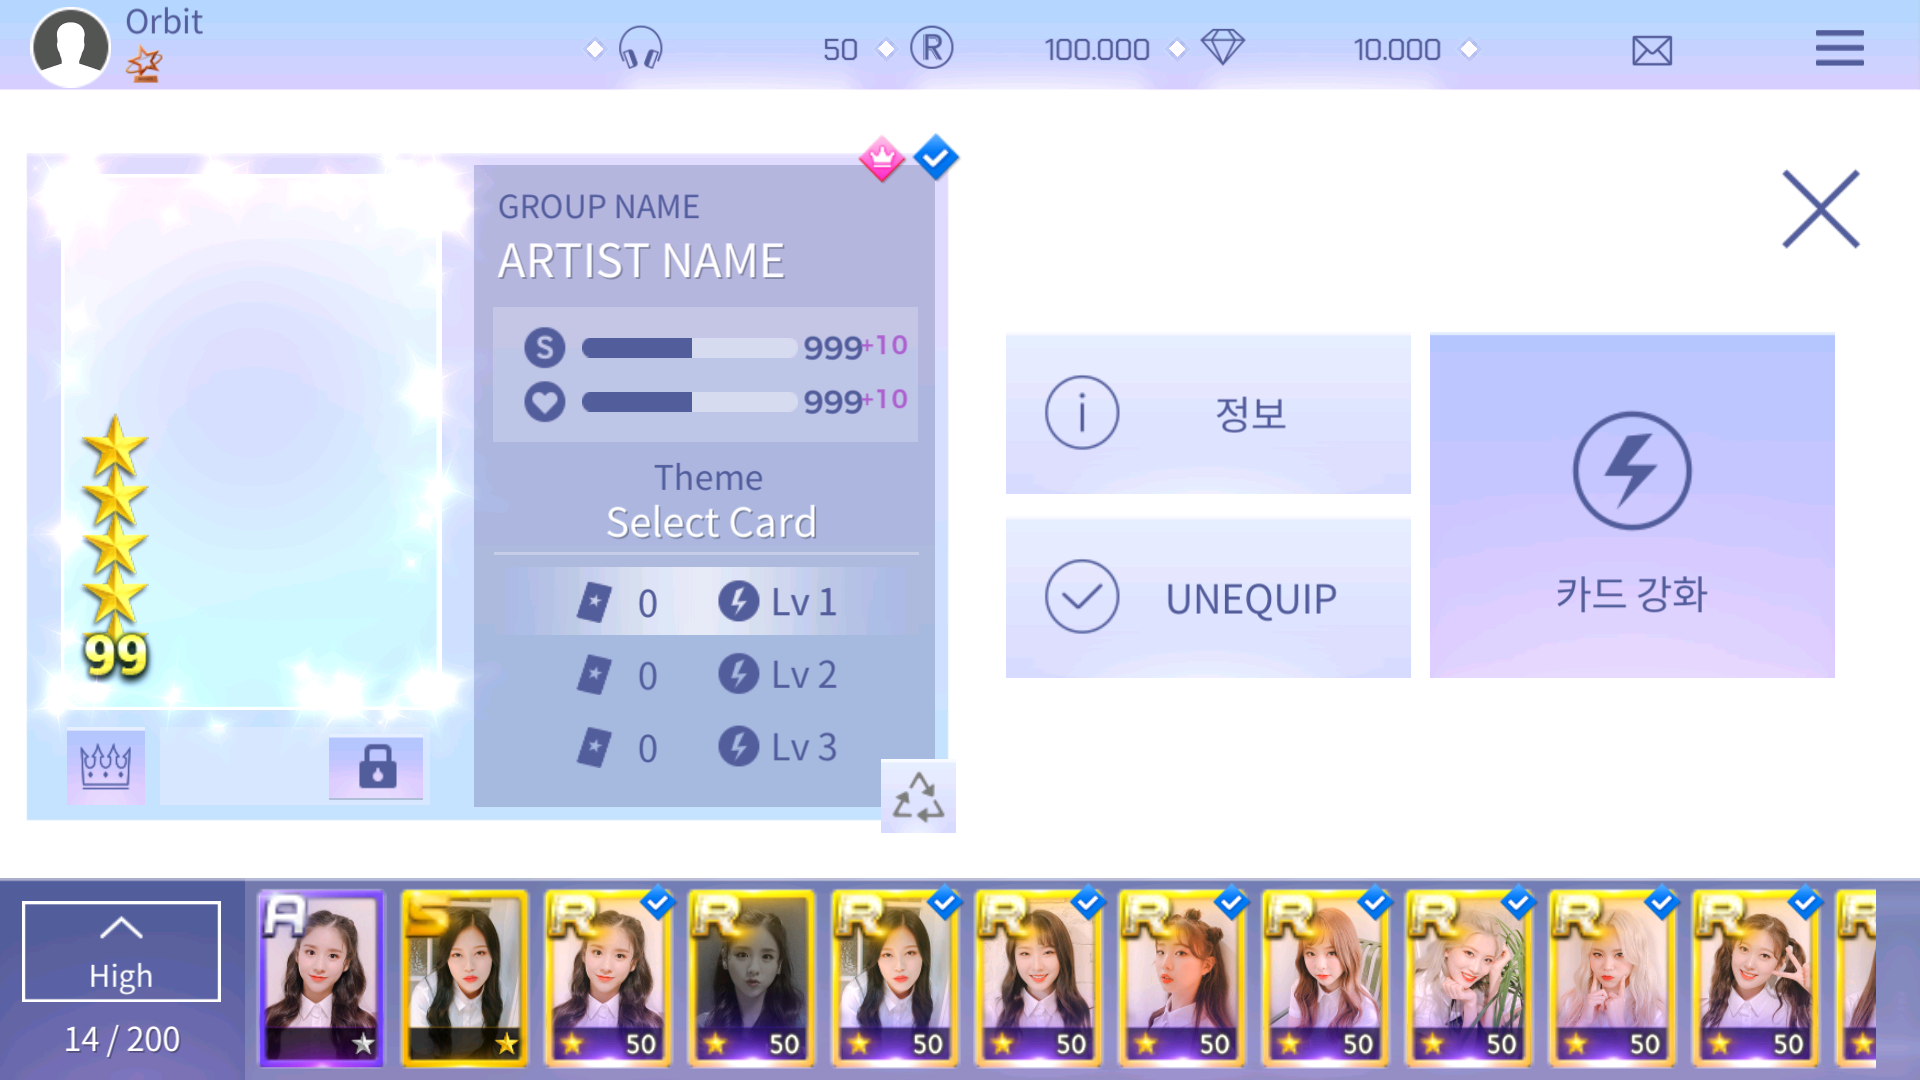 Orbit
50
R
100.000
10.000
GROUP NAME
ARTIST NAME
S 999+10
999+10
Theme
Select Card
0 Lv 1
0 Lv 2
0 Lv 3
99
정보
UNEQUIP
카드 강화
High
14 / 200
A
S
R 50
R 50
R 50
R 50
R 50
R 50
R 50
R 50
R 50
R